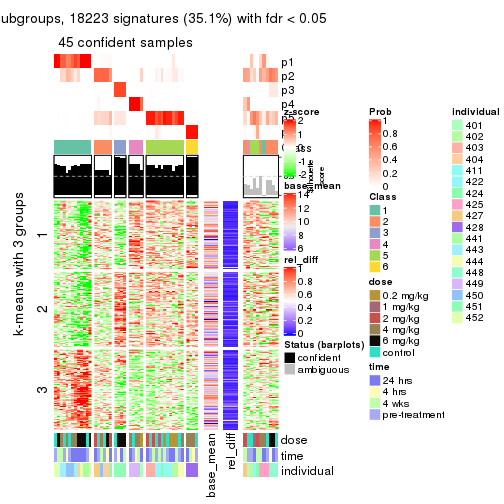 ubgroups, 18223 signatures (35.1%) with fdr < 0.05
45 confident samples
p1
p2
p3
p4
z-score
2
1
0
-1
-2
Silhouette
score
base_mean
14
12
10
8
6
rel_diff
1
0.8
0.6
0.4
0.2
0
Status (barplots)
confident
ambiguous
Prob
1
0.8
0.6
0.4
0.2
0
Class
1
2
3
4
5
6
dose
0.2 mg/kg
1 mg/kg
2 mg/kg
4 mg/kg
6 mg/kg
control
time
24 hrs
4 hrs
4 wks
pre-treatment
individual
401
402
403
404
411
422
424
425
427
428
441
443
444
448
449
450
451
452
k-means with 3 groups
1
2
3
dose
time
individual
base_mean
rel_diff